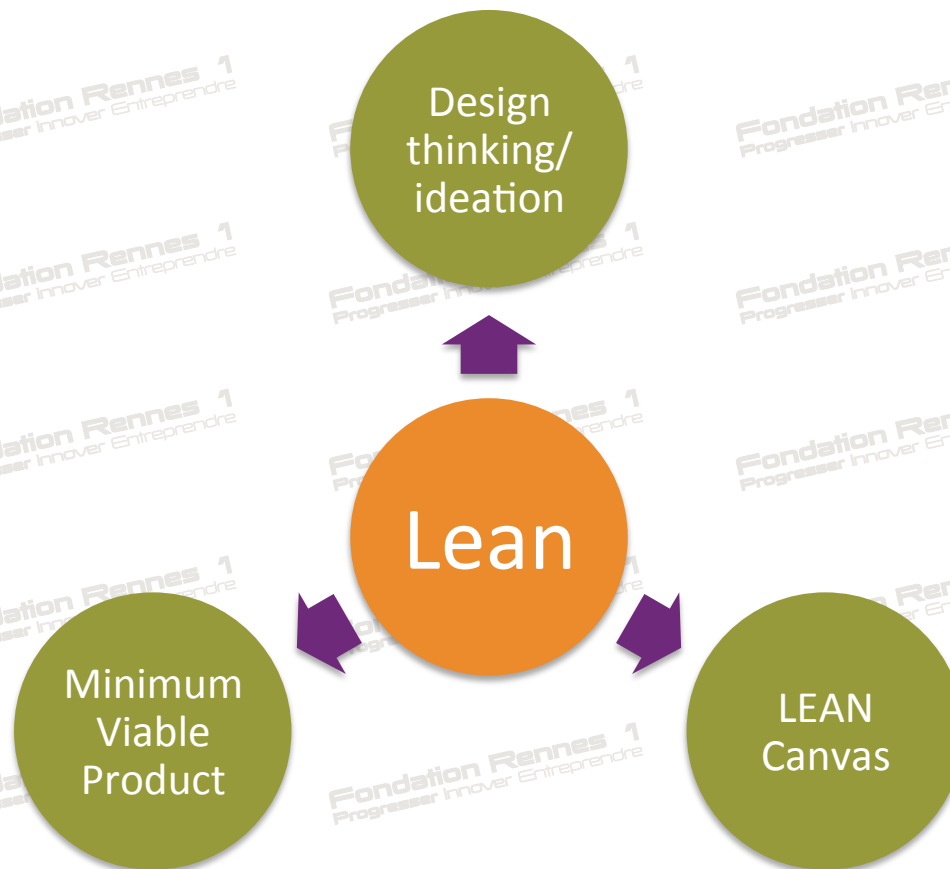 Design
thinking/
ideation
Lean
Minimum
Viable
Product
LEAN
Canvas
Fondation Rennes 1
Progresser Innover Entreprendre